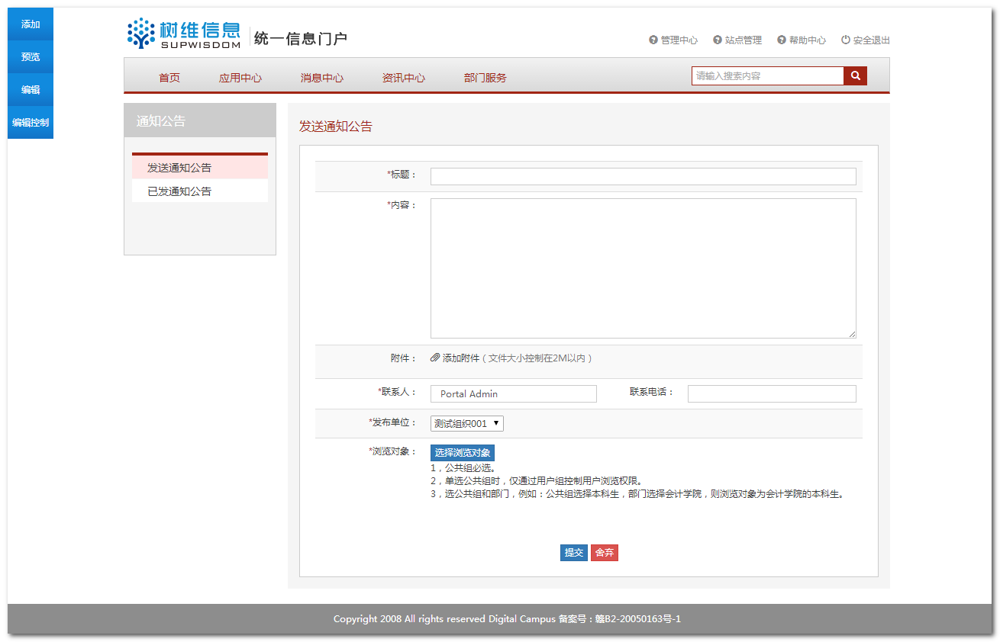 添加
预览
编辑
编辑控制
树维信息
SUPWISDOM
统一信息门户
管理中心 站点管理 帮助中心 安全退出
首页 应用中心 消息中心 资讯中心 部门服务
请输入搜索内容
通知公告
发送通知公告
已发通知公告
发送通知公告
*标题：
*内容：
附件： 添加附件（文件大小控制在2M以内）
*联系人： Portal Admin 联系电话：
*发布单位： 测试组织001
*浏览对象： 选择浏览对象
1，公共组必选。
2，单选公共组时，仅通过用户组控制用户浏览权限。
3，选公共组和部门，例如：公共组选择本科生，部门选择会计学院，则浏览对象为会计学院的本科生。
提交 舍弃
Copyright 2008 All rights reserved Digital Campus 备案号：赣B2-20050163号-1